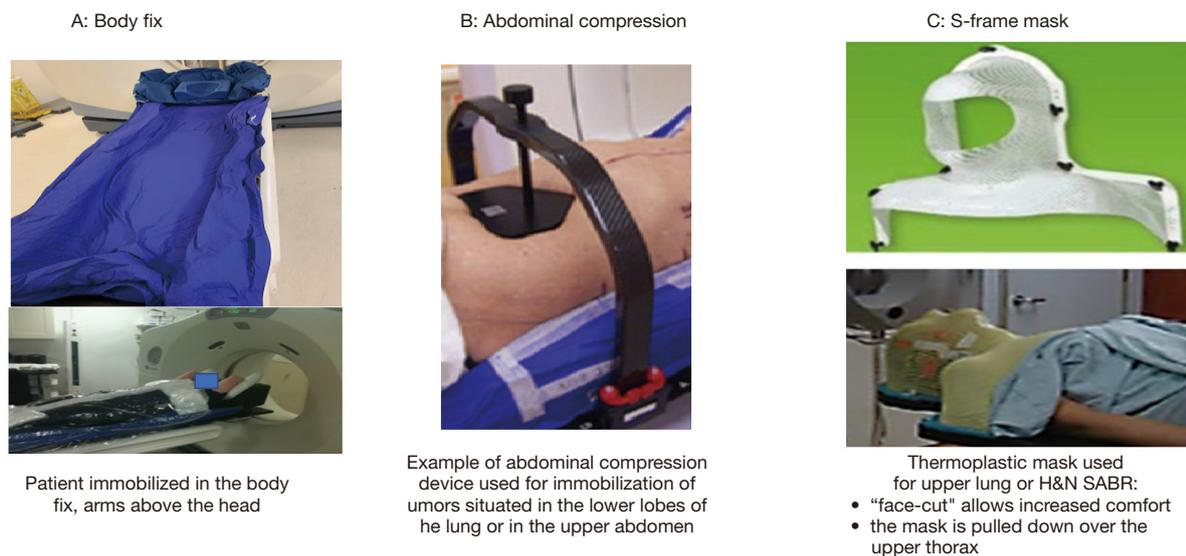 A: Body fix
B: Abdominal compression
C: S-frame mask
Patient immobilized in the body
fix, arms above the head
Example of abdominal compression
device used for immobilization of
umors situated in the lower lobes of
he lung or in the upper abdomen
Thermoplastic mask used
for upper lung or H&N SABR:
• “face-cut" allows increased comfort
• the mask is pulled down over the
upper thorax